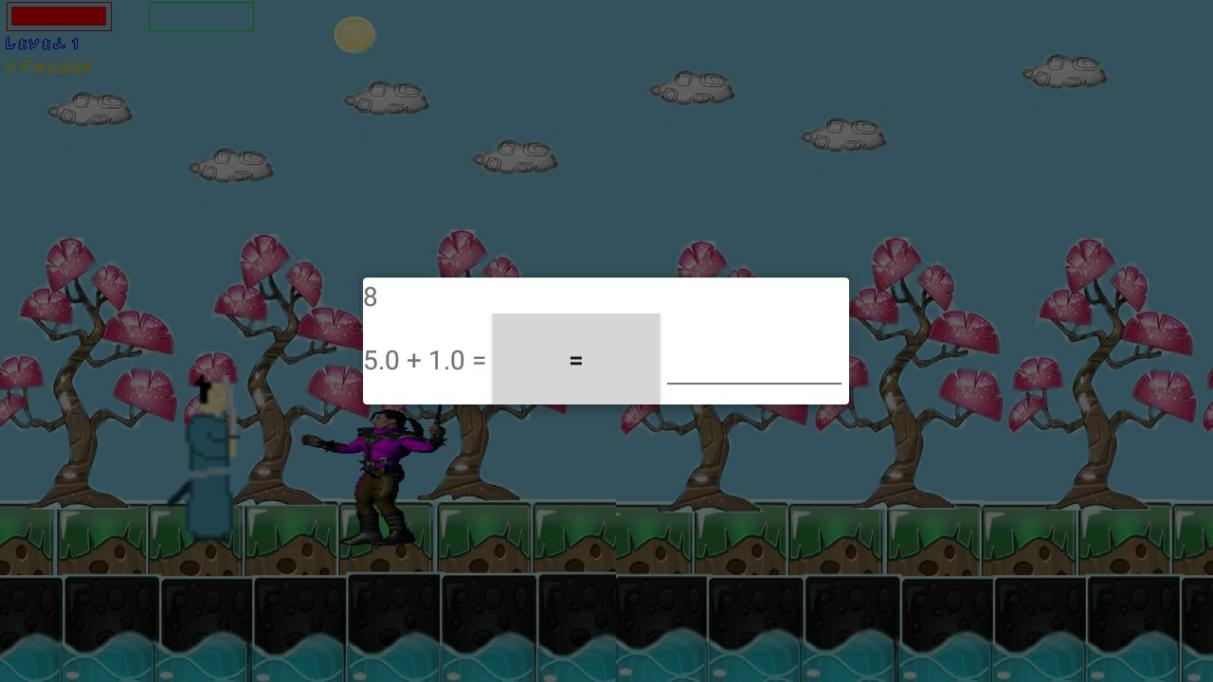 Level 1
8
5.0 + 1.0 =
=